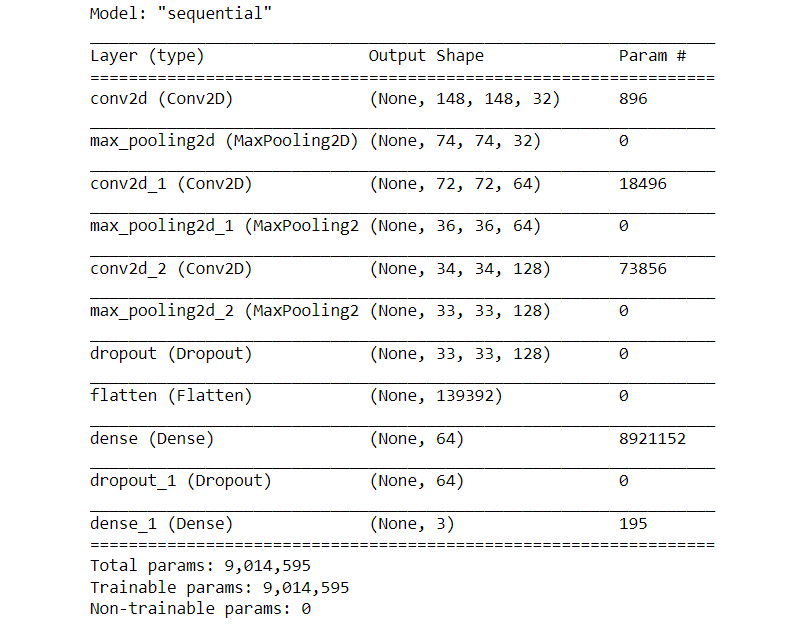 Model: "sequential"
Layer (type) Output Shape Param #
conv2d (Conv2D) (None, 148, 148, 32) 896
max_pooling2d (MaxPooling2D) (None, 74, 74, 32) 0
conv2d_1 (Conv2D) (None, 72, 72, 64) 18496
max_pooling2d_1 (MaxPooling2 (None, 36, 36, 64) 0
conv2d_2 (Conv2D) (None, 34, 34, 128) 73856
max_pooling2d_2 (MaxPooling2 (None, 33, 33, 128) 0
dropout (Dropout) (None, 33, 33, 128) 0
flatten (Flatten) (None, 139392) 0
dense (Dense) (None, 64) 8921152
dropout_1 (Dropout) (None, 64) 0
dense_1 (Dense) (None, 3) 195
Total params: 9,014,595
Trainable params: 9,014,595
Non-trainable params: 0